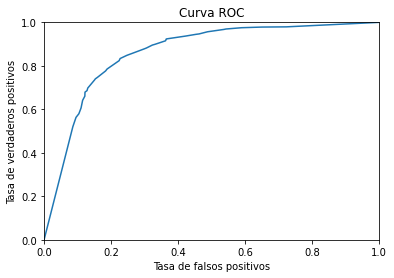 Curva ROC
1.0
0.8
0.6
0.4
0.2
0.0
Tasa de verdaderos positivos
0.0 0.2 0.4 0.6 0.8 1.0
Tasa de falsos positivos